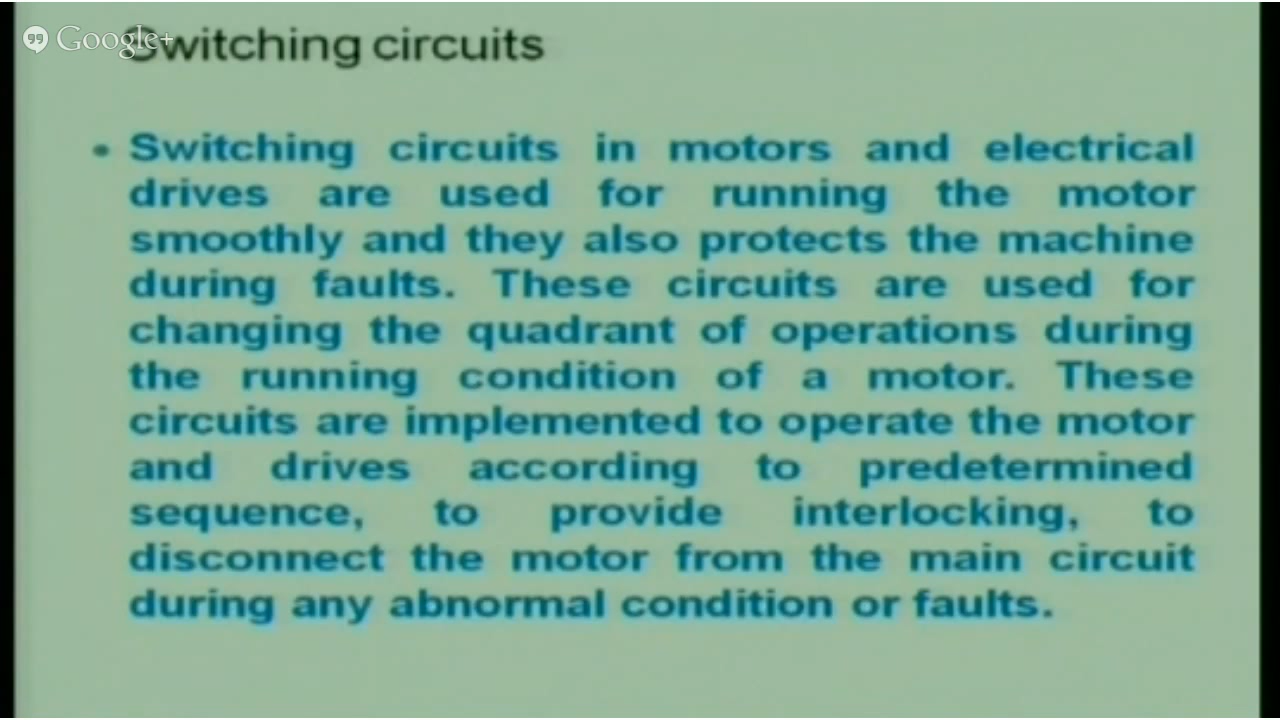 Google+
Switching circuits
• Switching circuits in motors and electrical
drives are used for running the motor
smoothly and they also protects the machine
during faults. These circuits are used for
changing the quadrant of operations during
the running condition of a motor. These
circuits are implemented to operate the motor
and drives according to predetermined
sequence, to provide interlocking, to
disconnect the motor from the main circuit
during any abnormal condition or faults.